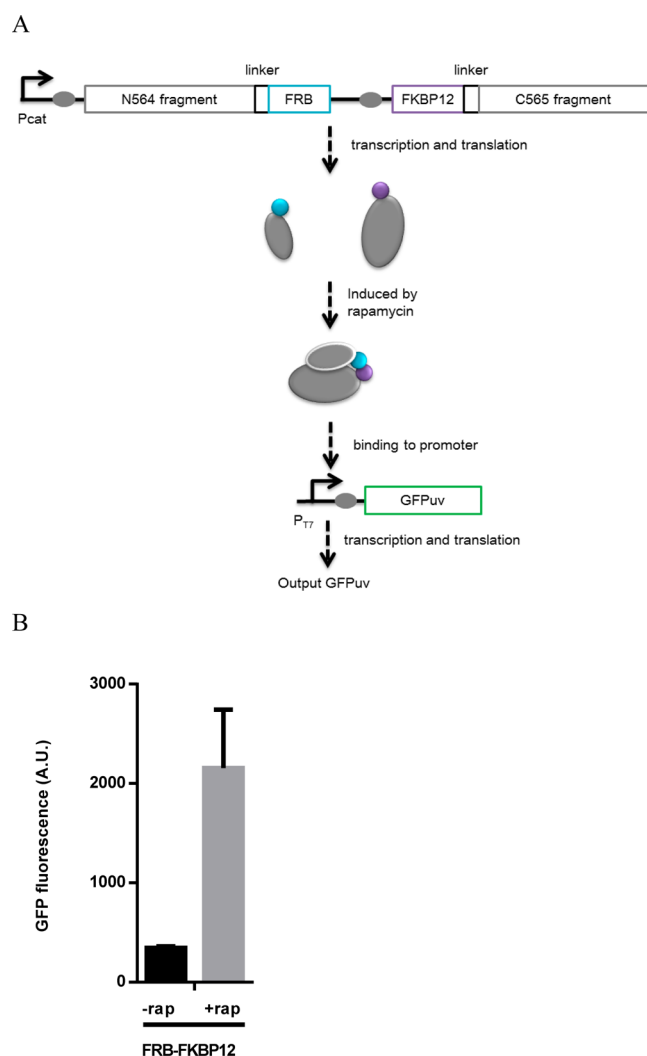 A
linker
linker
N564 fragment
FRB
FKBP12
C565 fragment
Pcat
transcription and translation
Induced by
rapamycin
binding to promoter
GFPuv
PT7
transcription and translation
Output GFPuv
B
GFP fluorescence (A.U.)
3000
2000
1000
0
-rap +rap
FRB-FKBP12